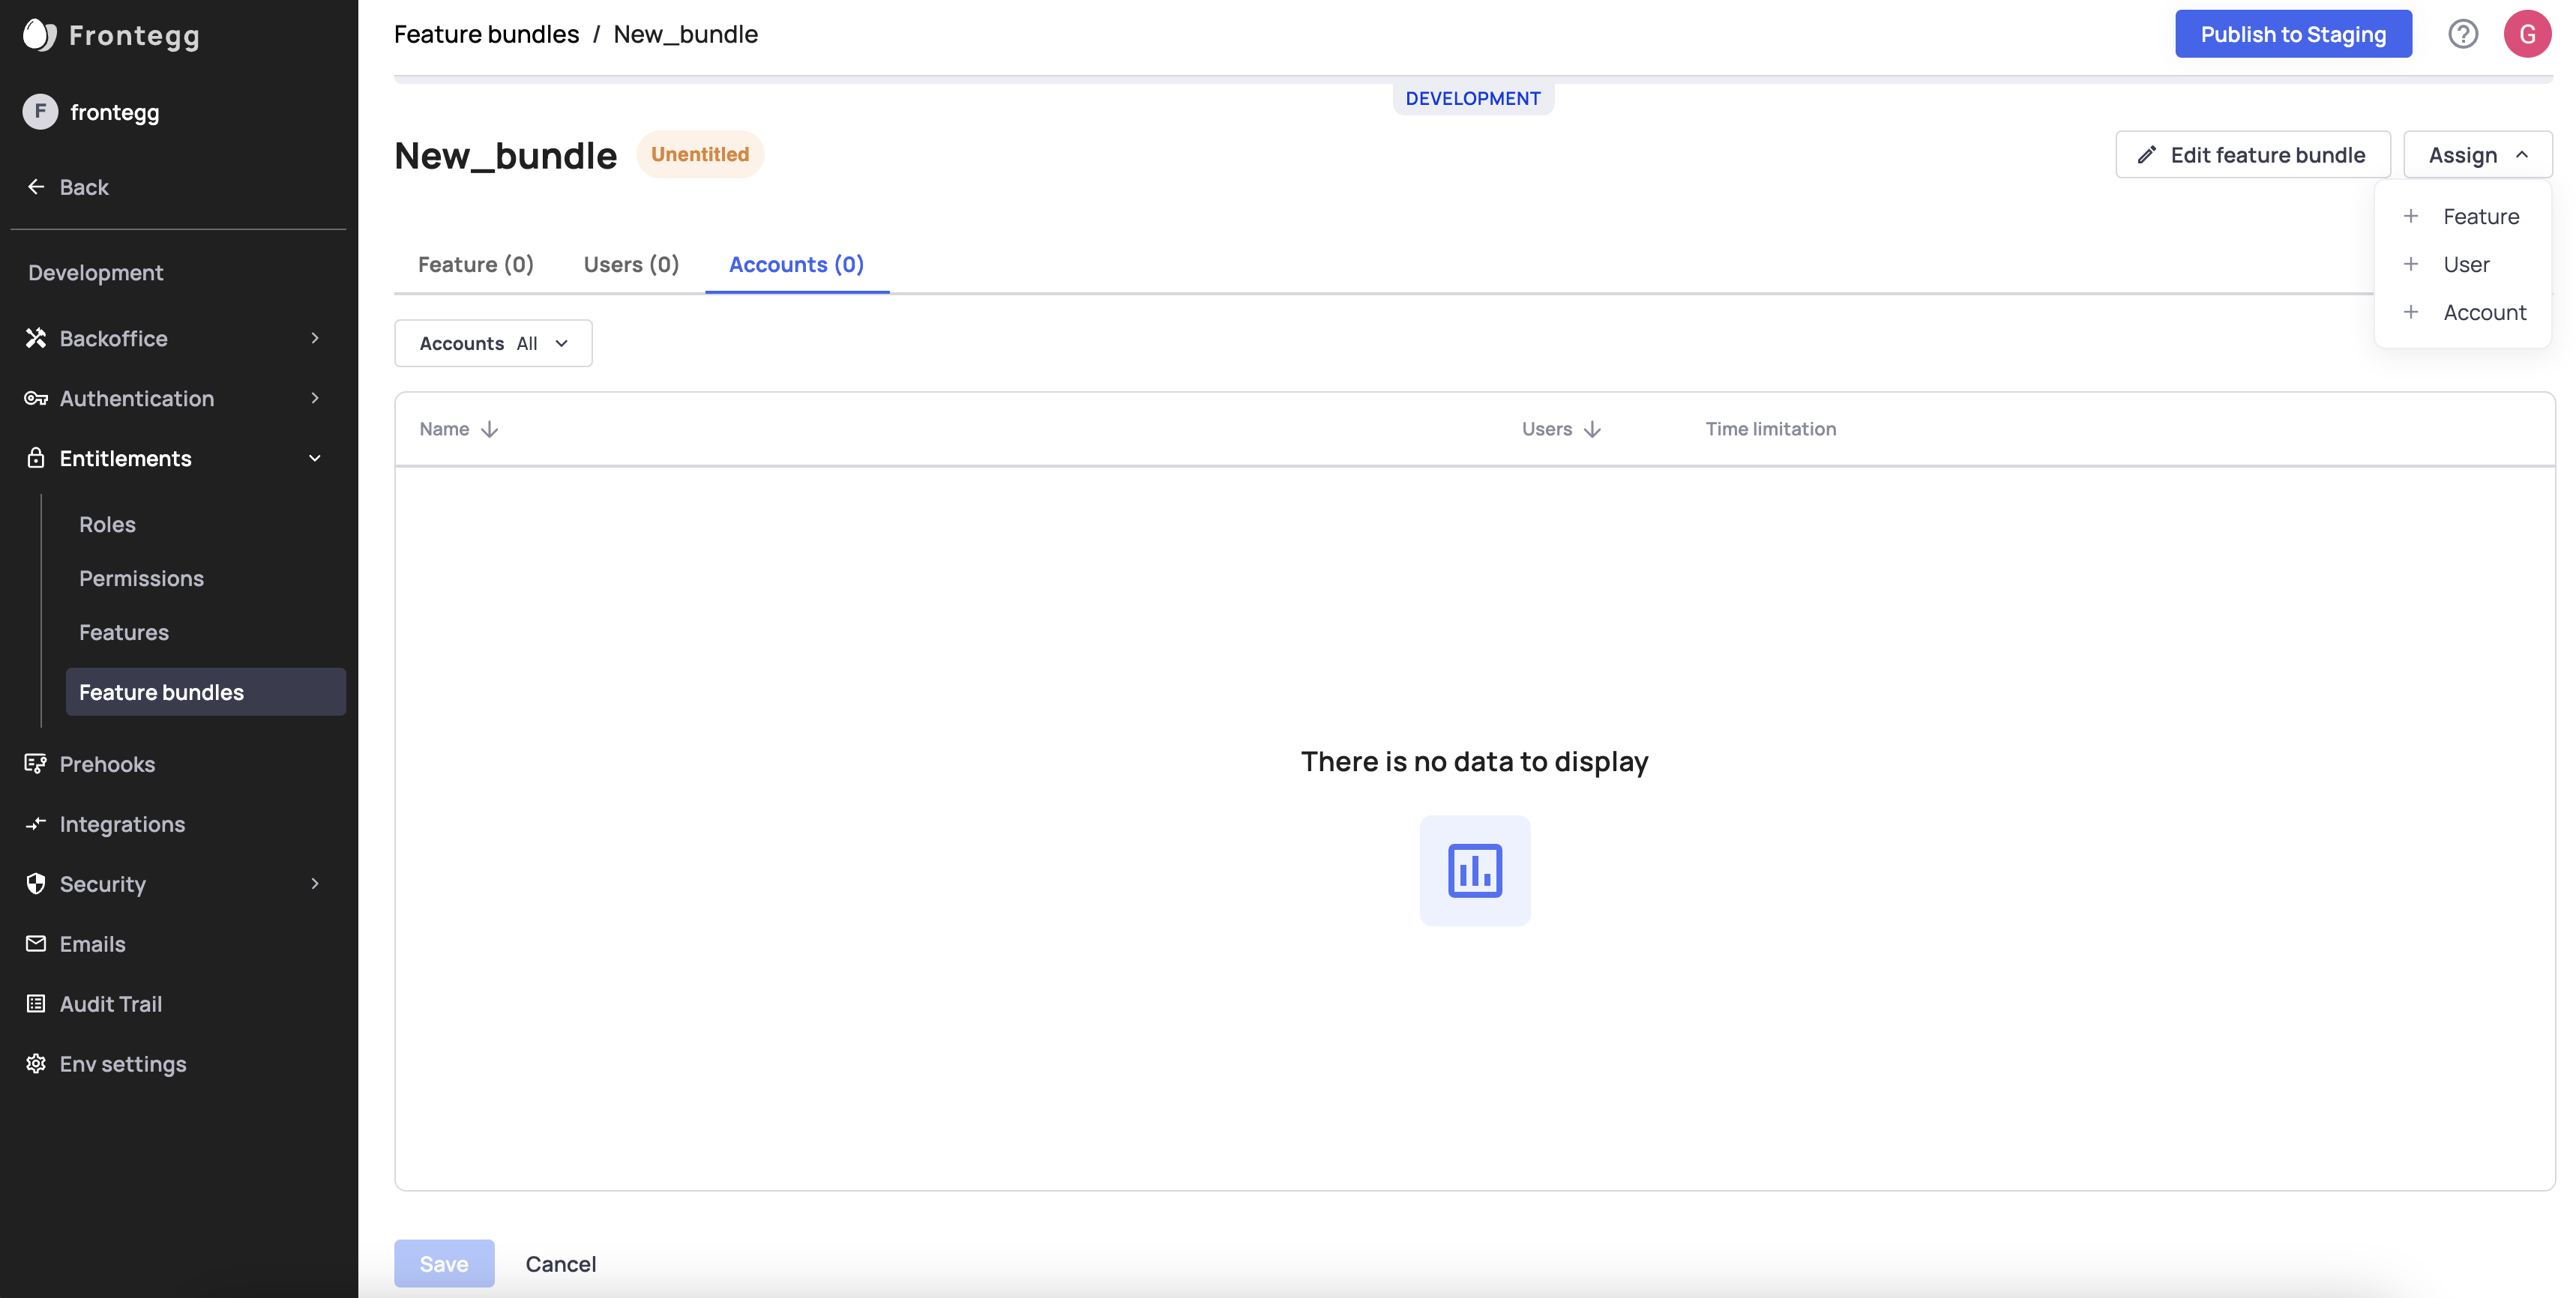 Frontegg
F frontegg
Back
Development
Backoffice
Authentication
Entitlements
Roles
Permissions
Features
Feature bundles
Prehooks
Integrations
Security
Emails
Audit Trail
Env settings
Feature bundles / New_bundle
Publish to Staging
?
G
DEVELOPMENT
New_bundle Unentitled
Edit feature bundle
Assign
+ Feature
+ User
+ Account
Feature (0) Users (0) Accounts (0)
Accounts All
Name Users Time limitation
There is no data to display
Save Cancel